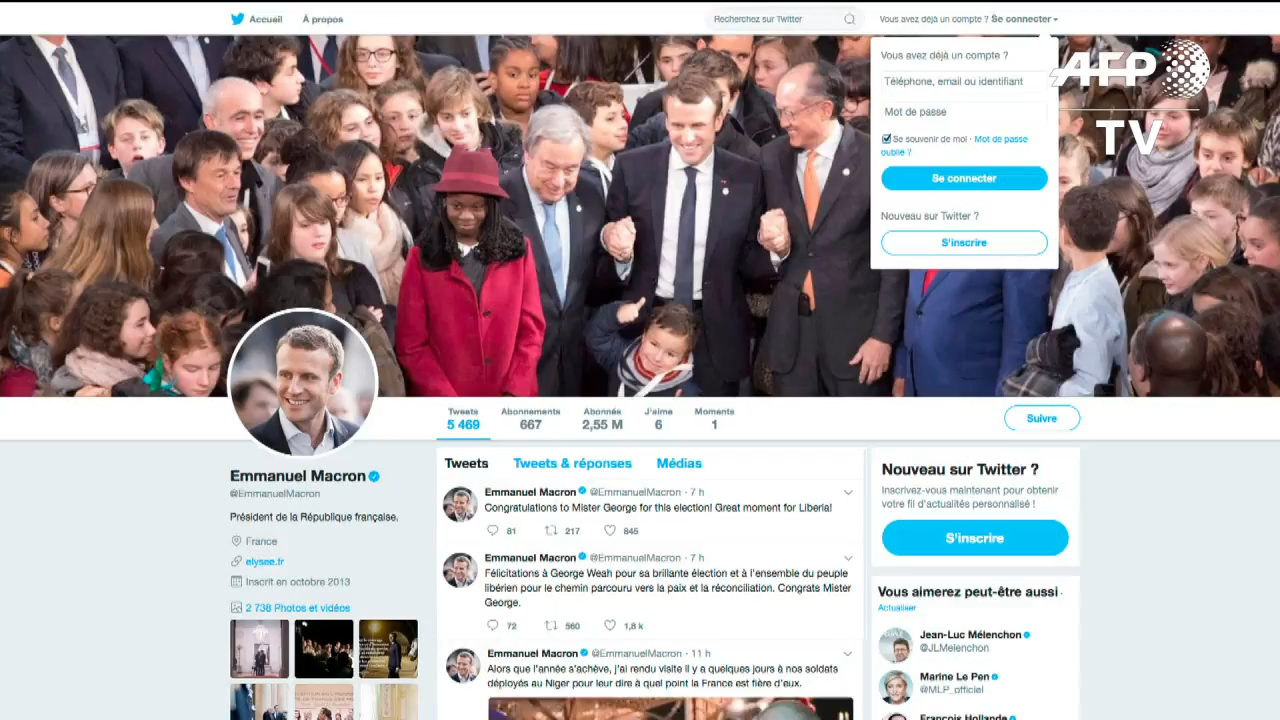 Accueil
À propos
Recherchez sur Twitter
Vous avez déjà un compte ? Se connecter
Vous avez déjà un compte ?
Téléphone, email ou identifiant
Mot de passe
Se souvenir de moi · Mot de passe
oublié ?
Se connecter
Nouveau sur Twitter ?
S'inscrire
AFP
TV
Tweets
5 469
Abonnements
667
Abonnés
2,55 M
J'aime
6
Moments
1
Suivre
Emmanuel Macron
@EmmanuelMacron
Président de la République française.
France
elysee.fr
Inscrit en octobre 2013
2 738 Photos et vidéos
Tweets
Tweets & réponses
Médias
Emmanuel Macron @EmmanuelMacron · 7 h
Congratulations to Mister George for this election! Great moment for Liberia!
81
217
845
Emmanuel Macron @EmmanuelMacron · 7 h
Félicitations à George Weah pour sa brillante élection et à l'ensemble du peuple
libérien pour le chemin parcouru vers la paix et la réconciliation. Congrats Mister
George.
72
560
1,8 k
Emmanuel Macron @EmmanuelMacron · 11 h
Alors que l'année s'achève, j'ai rendu visite il y a quelques jours à nos soldats
déployés au Niger pour leur dire à quel point la France est fière d'eux.
Nouveau sur Twitter ?
Inscrivez-vous maintenant pour obtenir
votre fil d'actualités personnalisé !
S'inscrire
Vous aimerez peut-être aussi ·
Actualiser
Jean-Luc Mélenchon
@JLMelenchon
Marine Le Pen
@MLP_officiel
François Hollande